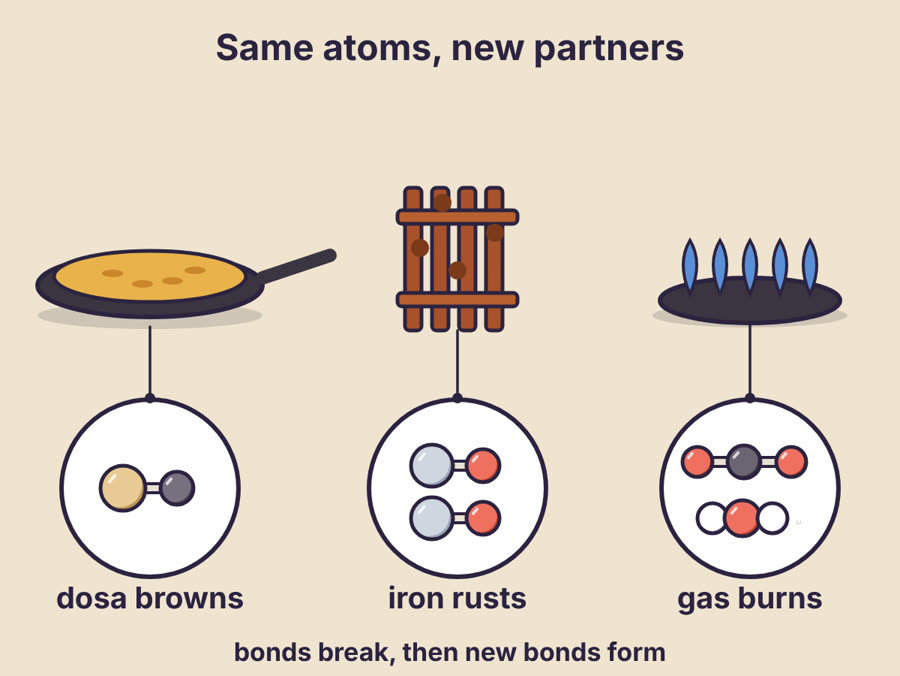 Same atoms, new partners
dosa browns
iron rusts
gas burns
bonds break, then new bonds form